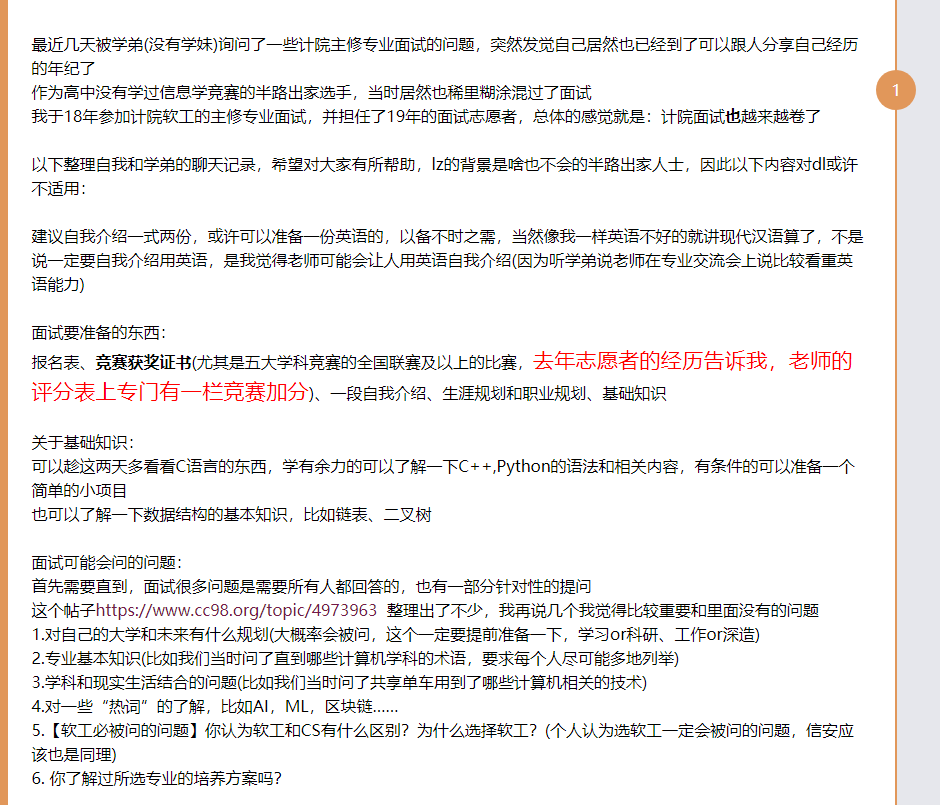 最近几天被学弟(没有学妹)询问了一些计院主修专业面试的问题，突然发觉自己居然也已经到了可以跟人分享自己经历
的年纪了
作为高中没有学过信息学竞赛的半路出家选手，当时居然也稀里糊涂混过了面试
我于18年参加计院软工的主修专业面试，并担任了19年的面试志愿者，总体的感觉就是：计院面试也越来越卷了
1
以下整理自我和学弟的聊天记录，希望对大家有所帮助，lz的背景是啥也不会的半路出家人士，因此以下内容对dl或许
不适用：
建议自我介绍一式两份，或许可以准备一份英语的，以备不时之需，当然像我一样英语不好的就讲现代汉语算了，不是
说一定要自我介绍用英语，是我觉得老师可能会让人用英语自我介绍(因为听学弟说老师在专业交流会上说比较看重英
语能力)
面试要准备的东西：
报名表、竞赛获奖证书(尤其是五大学科竞赛的全国联赛及以上的比赛，去年志愿者的经历告诉我，老师的
评分表上专门有一栏竞赛加分)、一段自我介绍、生涯规划和职业规划、基础知识
关于基础知识：
可以趁这两天多看看C语言的东西，学有余力的可以了解一下C++,Python的语法和相关内容，有条件的可以准备一个
简单的小项目
也可以了解一下数据结构的基本知识，比如链表、二叉树
面试可能会问的问题：
首先需要直到，面试很多问题是需要所有人都回答的，也有一部分针对性的提问
这个帖子https://www.cc98.org/topic/4973963 整理出了不少，我再说几个我觉得比较重要和里面没有的问题
1.对自己的大学和未来有什么规划(大概率会被问，这个一定要提前准备一下，学习or科研、工作or深造)
2.专业基本知识(比如我们当时问了直到哪些计算机学科的术语，要求每个人尽可能多地列举)
3.学科和现实生活结合的问题(比如我们当时问了共享单车用到了哪些计算机相关的技术)
4.对一些“热词”的了解，比如AI，ML，区块链......
5.【软工必被问的问题】你认为软工和CS有什么区别？为什么选择软工？(个人认为选软工一定会被问的问题，信安应
该也是同理)
6. 你了解过所选专业的培养方案吗？